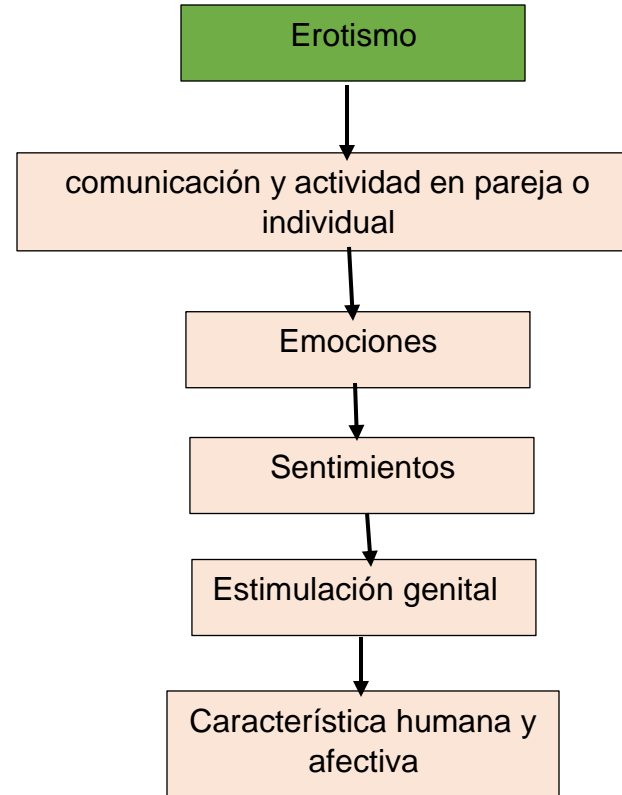 Erotismo
comunicación y actividad en pareja o
individual
Emociones
Sentimientos
Estimulación genital
Característica humana y
afectiva